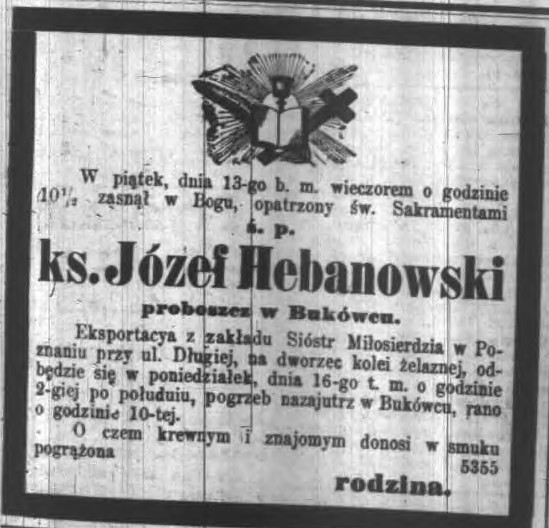 W piątek, dnia 13-go b. m. wieczorem o godzinie
10½ zasnął w Bogu, opatrzony św. Sakramentami
ś. p.
ks. Józef Hebanowski
proboszcz w Bukówcu.
Eksportacya z zakładu Sióstr Miłosierdzia w Po-
znaniu przy ul. Długiej, na dworzec kolei żelaznej, od-
będzie się w poniedziałek, dnia 16-go t. m. o godzinie
2-giej po południu, pogrzeb nazajutrz w Bukówcu, rano
o godzinie 10-tej.
O czem krewnym i znajomym donosi w smuku
pogrążona 5355
rodzina.